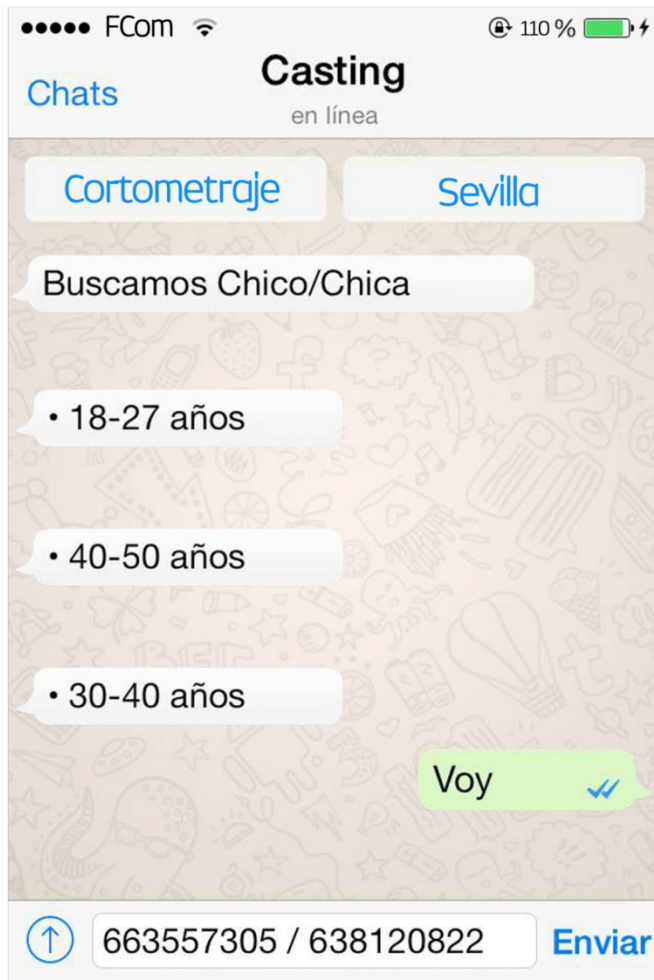 FCom 110 %
Chats Casting
en línea
Cortometraje Sevilla
Buscamos Chico/Chica
• 18-27 años
• 40-50 años
• 30-40 años
Voy
663557305 / 638120822 Enviar